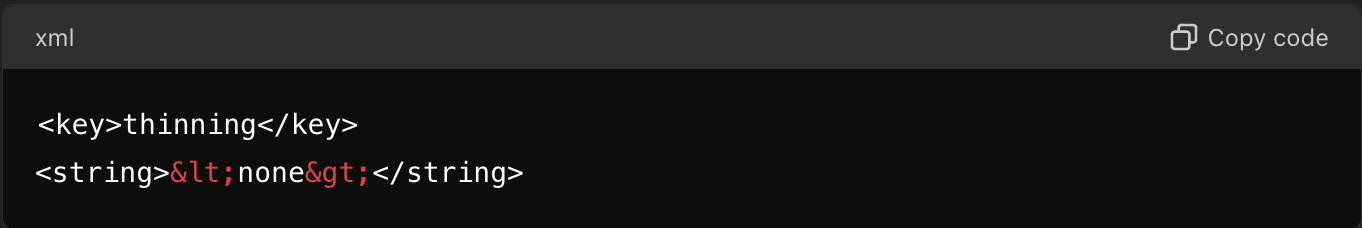 xml
Copy code
<key>thinning</key>
<string>&lt;none&gt;</string>